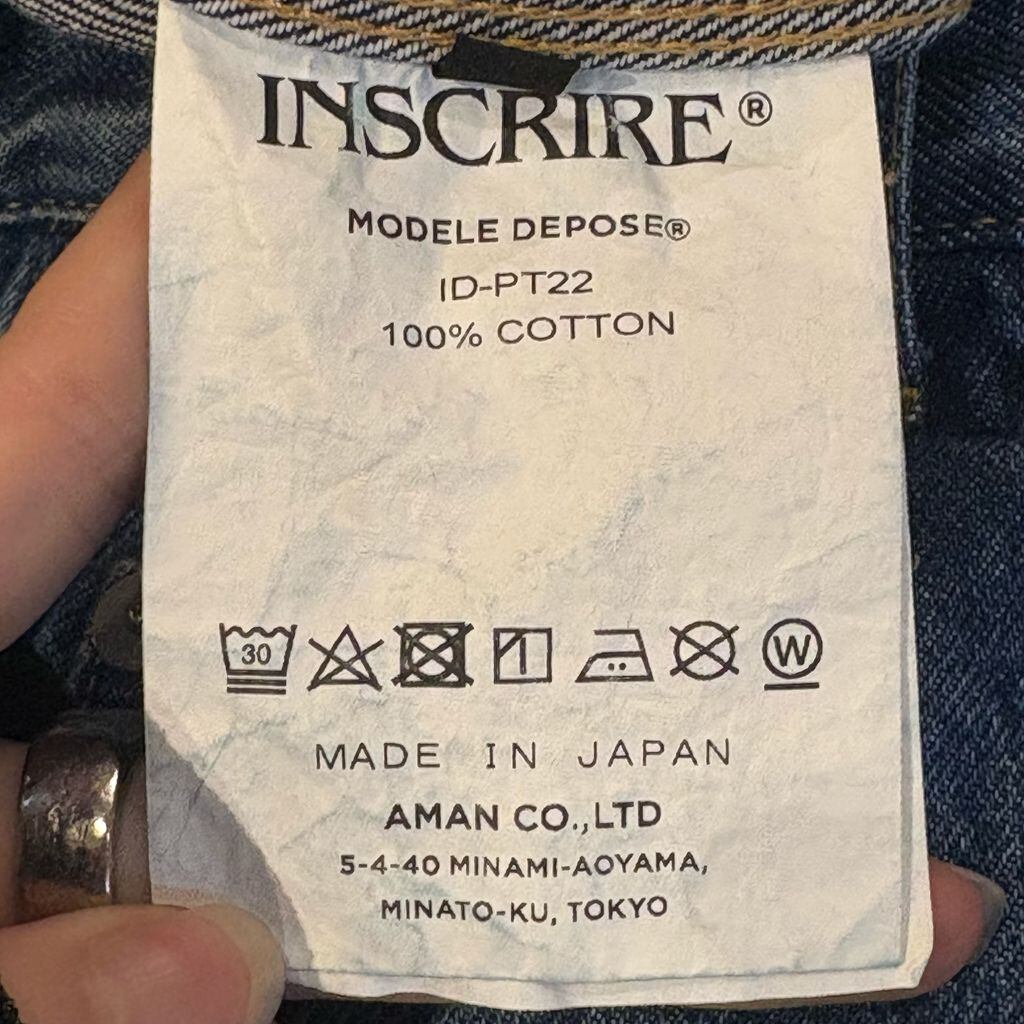 INSCRIRE®
MODELE DEPOSE®
ID-PT22
100% COTTON
30
W
MADE IN JAPAN
AMAN CO.,LTD
5-4-40 MINAMI-AOYAMA,
MINATO-KU, TOKYO